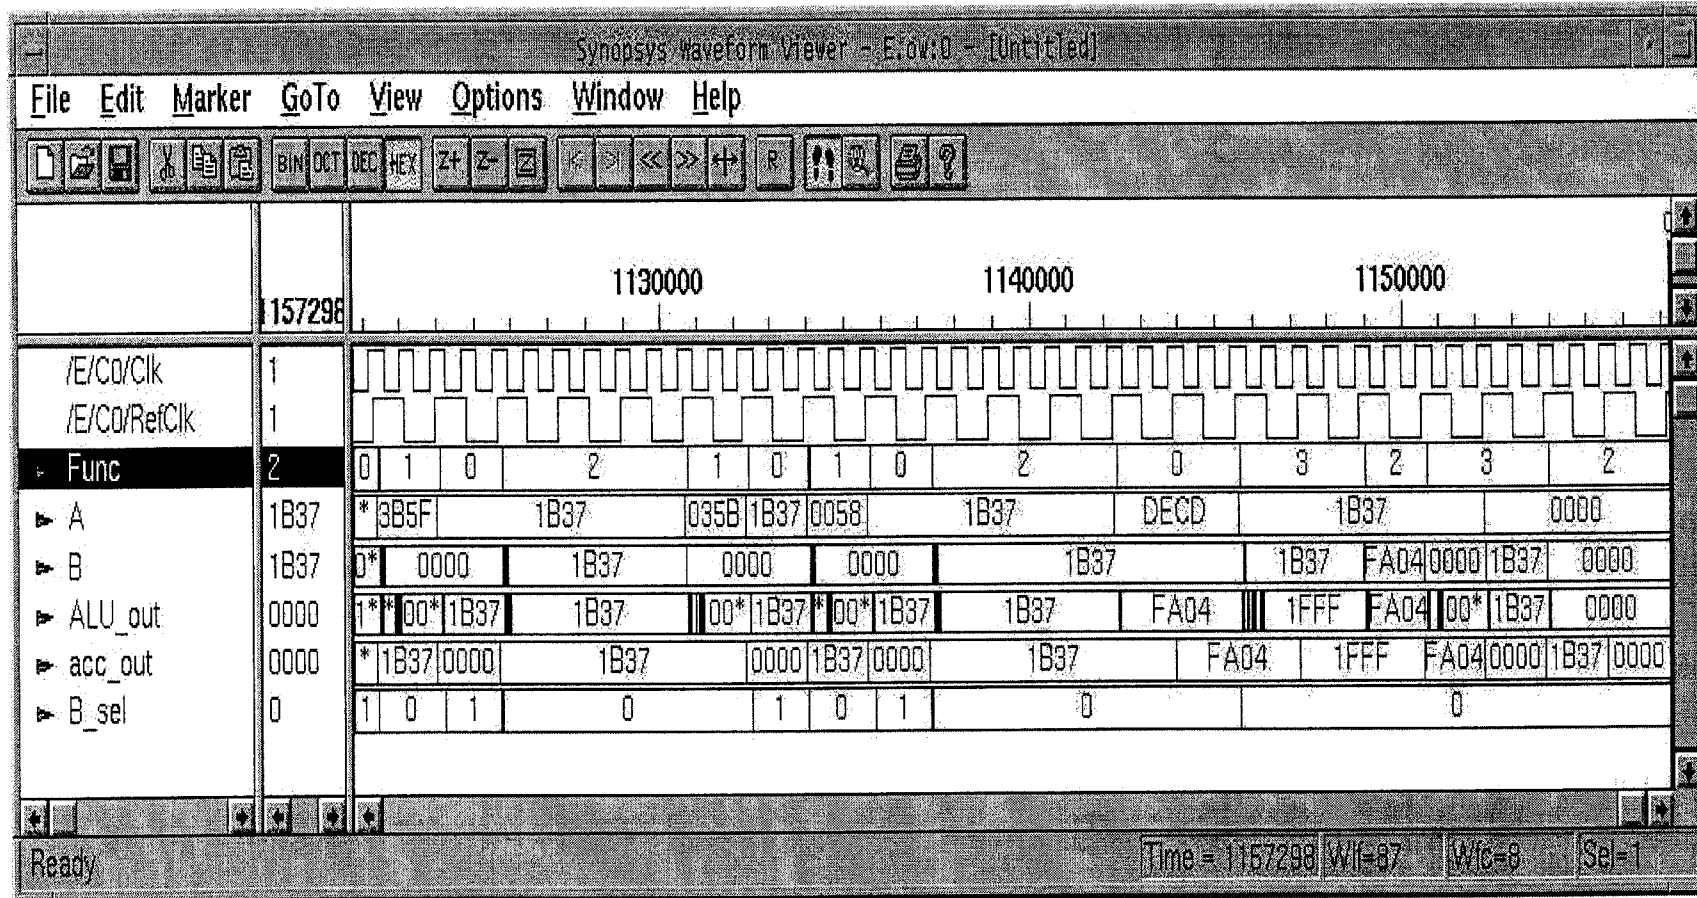 Synopsys Waveform Viewer - E.ow:0 - [Untitled]
File Edit Marker GoTo View Options Window Help
BIN OCT DEC HEX Z+ Z- Z R
1157298 1130000 1140000 1150000
/E/C0/Clk 1
/E/C0/RefClk 1
Func 2 0 1 0 2 1 0 1 0 2 0 3 2 3 2
A 1B37 * 3B5F 1B37 035B 1B37 0058 1B37 DECD 1B37 0000
B 1B37 0* 0000 1B37 0000 0000 1B37 1B37 FA04 0000 1B37 0000
ALU_out 0000 1* * 00* 1B37 1B37 00* 1B37 * 00* 1B37 1B37 FA04 1FFF FA04 00* 1B37 0000
acc_out 0000 * 1B37 0000 1B37 0000 1B37 0000 1B37 FA04 1FFF FA04 0000 1B37 0000
B_sel 0 1 0 1 0 1 0 1 0 0
Ready Time = 1157298 Wif=87 Wfc=8 Sel=1